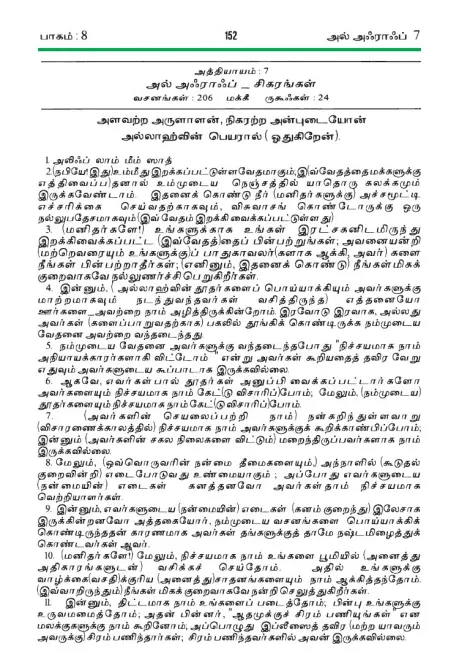 பாகம் : 8 152 அல் அஃராஃப் 7
அத்தியாயம் : 7
அல் அஃராஃப் _ சிகரங்கள்
வசனங்கள் : 206 மக்கீ ருகூஃகள் : 24
அளவற்ற அருளாளன், நிகரற்ற அன்புடையோன்
அல்லாஹ்வின் பெயரால் ( ஓதுகிறேன்).
1. அலிஃப் லாம் மீம் ஸாத்
2.(நபியே! இது) உம்மீது இறக்கப்பட்டுள்ள வேதமாகும்; இ(வ்வேதத்தை மக்களுக்கு
எத்திவைப்ப)தனால் உம்முடைய நெஞ்சத்தில் யாதொரு கலக்கமும்
இருக்கவேண்டாம். இதனைக் கொண்டு நீர் (மனிதர்களுக்கு) அச்சமூட்டி
எச்சரிக்கை செய்வதற்காகவும், விசுவாசங் கொண்டோருக்கு ஒரு
நல்லுபதேசமாகவும் (இவ்வேதம் இறக்கிவைக்கப்பட்டுள்ளது)
3. (மனிதர்களே!) உங்களுக்காக உங்கள் இரட்சகனிடமிருந்து
இறக்கிவைக்கப்பட்ட (இவ்வேதத்)தைப் பின்பற்றுங்கள்; அவனையன்றி
(மற்றெவரையும் உங்களுக்கு)ப் பாதுகாவலர்(களாக ஆக்கி, அவர்) களை
நீங்கள் பின்பற்றாதீர்கள்; (எனினும், இதனைக் கொண்டு) நீங்கள் மிகக்
குறைவாகவே நல்லுணர்ச்சி பெறுகிறீர்கள்.
4. இன்னும், ( அல்லாஹ்வின் தூதர்களைப் பொய்யாக்கியும் அவர்களுக்கு
மாற்றமாகவும் நடந்துவந்தவர்கள் வசித்திருந்த) எத்தனையோ
ஊர்களை_அவற்றை நாம் அழித்திருக்கின்றோம். இரவோடு இரவாக, அல்லது
அவர்கள் (களைப்பாறுவதற்காக) பகலில் தூங்கிக் கொண்டிருக்க நம்முடைய
வேதனை அவற்றை வந்தடைந்தது.
5. நம்முடைய வேதனை அவர்களுக்கு வந்தடைந்தபோது "நிச்சயமாக நாம்
அநியாயக்காரர்களாகி விட்டோம்" என்று அவர்கள் கூறியதைத் தவிர வேறு
எதுவும் அவர்களுடைய கூப்பாடாக இருக்கவில்லை.
6. ஆகவே, எவர்கள்பால் தூதர்கள் அனுப்பி வைக்கப்பட்டார்களோ
அவர்களையும் நிச்சயமாக நாம் கேட்(டு விசாரிப்)போம்; மேலும், (நம்முடைய)
தூதர்களையும் நிச்சயமாக நாம் கேட்(டு விசாரிப்)போம்.
7. (அவர்களின் செயலைப்பற்றி நாம்) நன்கறிந்துள்ளவாறு
(விசாரணைக்காலத்தில்) நிச்சயமாக நாம் அவர்களுக்குக் கூறிக்காண்பிப்போம்;
இன்னும் (அவர்களின் சகல நிலைகளை விட்டும்) மறைந்திருப்பவர்களாக நாம்
இருக்கவில்லை.
8. மேலும், (ஒவ்வொருவரின் நன்மை தீமைகளையும்,) அந்நாளில் (கூடுதல்
குறைவின்றி) எடைபோடுவது உண்மையாகும் ; அப்போது எவர்களுடைய
(நன்மையின்) எடைகள் கனத்தனவோ அவர்கள்தாம் நிச்சயமாக
வெற்றியாளர்கள்.
9. இன்னும், எவர்களுடைய (நன்மையின்) எடைகள் (கனம் குறைந்து) இலேசாக
இருக்கின்றனவோ அத்தகையோர், நம்முடைய வசனங்களை பொய்யாக்கிக்
கொண்டிருந்ததன் காரணமாக அவர்கள் தங்களுக்குத் தாமே நஷ்டமிழைத்துக்
கொண்டவர்கள் ஆவர்.
10. (மனிதர்களே!) மேலும், நிச்சயமாக நாம் உங்களை பூமியில் (அனைத்து
அதிகாரங்களுடன்) வசிக்கச் செய்தோம். அதில் உங்களுக்கு
வாழ்க்கை(வசதி)க்குரிய (அனைத்து)சாதனங்களையும் நாம் ஆக்கித்தந்தோம்.
(இவ்வாறிருந்தும்) நீங்கள் மிகக் குறைவாகவே நன்றி செலுத்துகிறீர்கள்.
11. இன்னும், திட்டமாக நாம் உங்களைப் படைத்தோம்; பின்பு உங்களுக்கு
உருவமமைத்தோம்; அதன் பின்னர், "ஆதமுக்குச் சிரம் பணியுங்கள்" என
மலக்குகளுக்கு நாம் கூறினோம்; அப்பொழுது இப்லீஸைத் தவிர (மற்ற யாவரும்
அவருக்கு) சிரம் பணிந்தார்கள்; சிரம் பணிந்தவர்களில் அவன் இருக்கவில்லை.